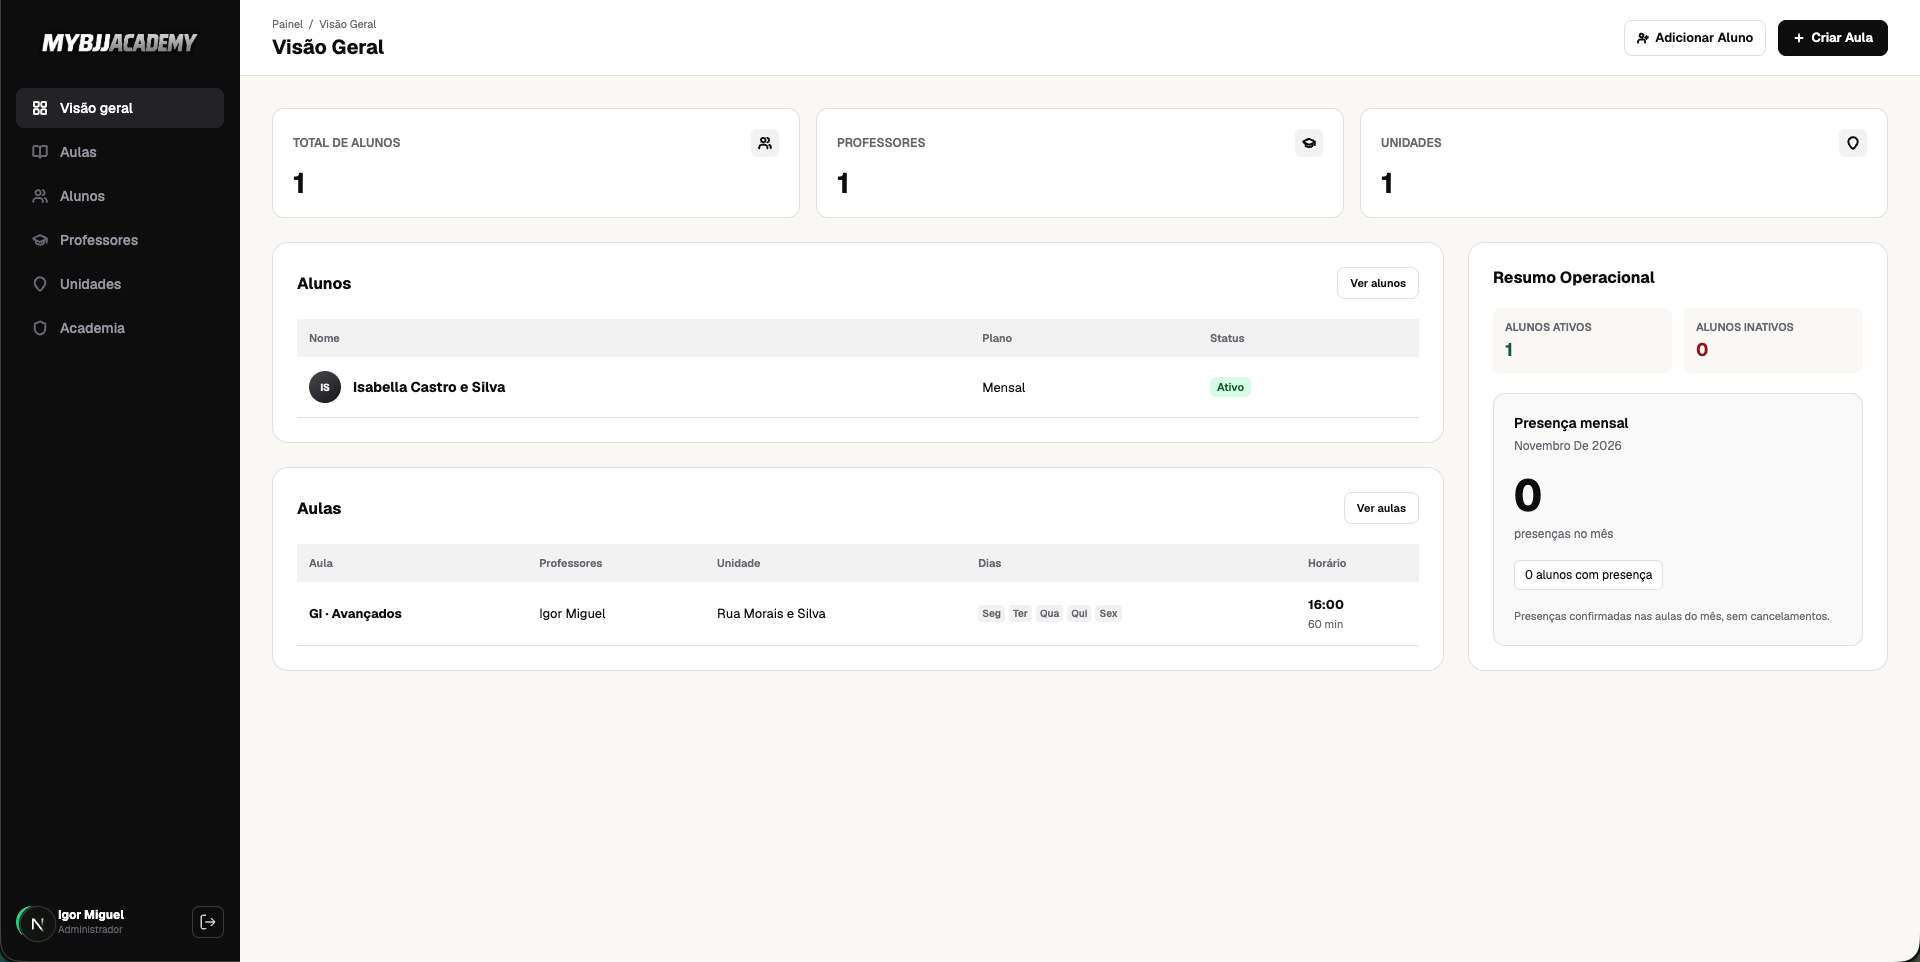 MYBJJACADEMY
Visão geral
Aulas
Alunos
Professores
Unidades
Academia
Igor Miguel
Administrador
N
Painel / Visão Geral
Visão Geral
Adicionar Aluno
+ Criar Aula
TOTAL DE ALUNOS
1
PROFESSORES
1
UNIDADES
1
Alunos
Ver alunos
Nome Plano Status
IS Isabella Castro e Silva Mensal Ativo
Aulas
Ver aulas
Aula Professores Unidade Dias Horário
GI · Avançados Igor Miguel Rua Morais e Silva Seg Ter Qua Qui Sex 16:00
60 min
Resumo Operacional
ALUNOS ATIVOS
1
ALUNOS INATIVOS
0
Presença mensal
Novembro De 2026
0
presenças no mês
0 alunos com presença
Presenças confirmadas nas aulas do mês, sem cancelamentos.